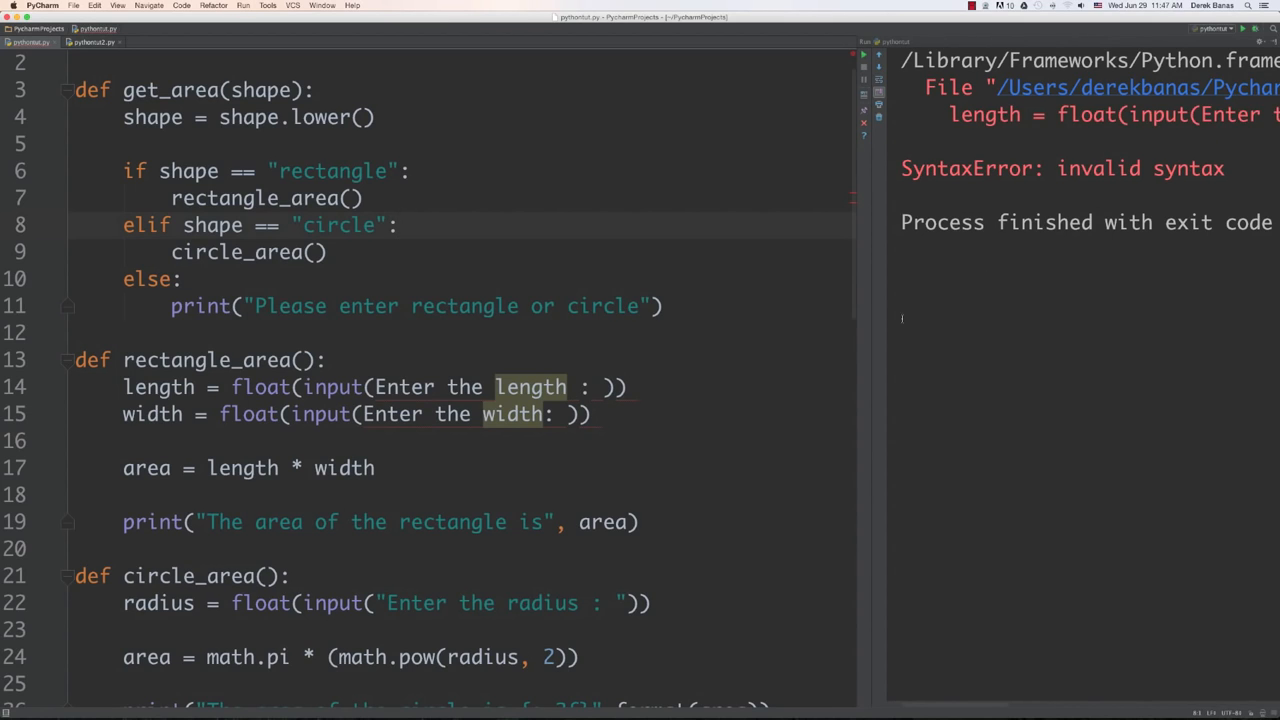 PyCharm File Edit View Navigate Code Refactor Run Tools VCS Window Help 10 Wed Jun 29 11:47 AM Derek Banas
pythontut.py - PycharmProjects - [~/PycharmProjects]
PycharmProjects pythontut.py pythontut
pythontut.py pythontut2.py Run: pythontut
2
3 def get_area(shape):
4 shape = shape.lower()
5
6 if shape == "rectangle":
7 rectangle_area()
8 elif shape == "circle":
9 circle_area()
10 else:
11 print("Please enter rectangle or circle")
12
13 def rectangle_area():
14 length = float(input(Enter the length : ))
15 width = float(input(Enter the width: ))
16
17 area = length * width
18
19 print("The area of the rectangle is", area)
20
21 def circle_area():
22 radius = float(input("Enter the radius : "))
23
24 area = math.pi * (math.pow(radius, 2))
25
/Library/Frameworks/Python.frame
File "/Users/derekbanas/Pychar
length = float(input(Enter t
SyntaxError: invalid syntax
Process finished with exit code
8:1 LF÷ UTF-8÷